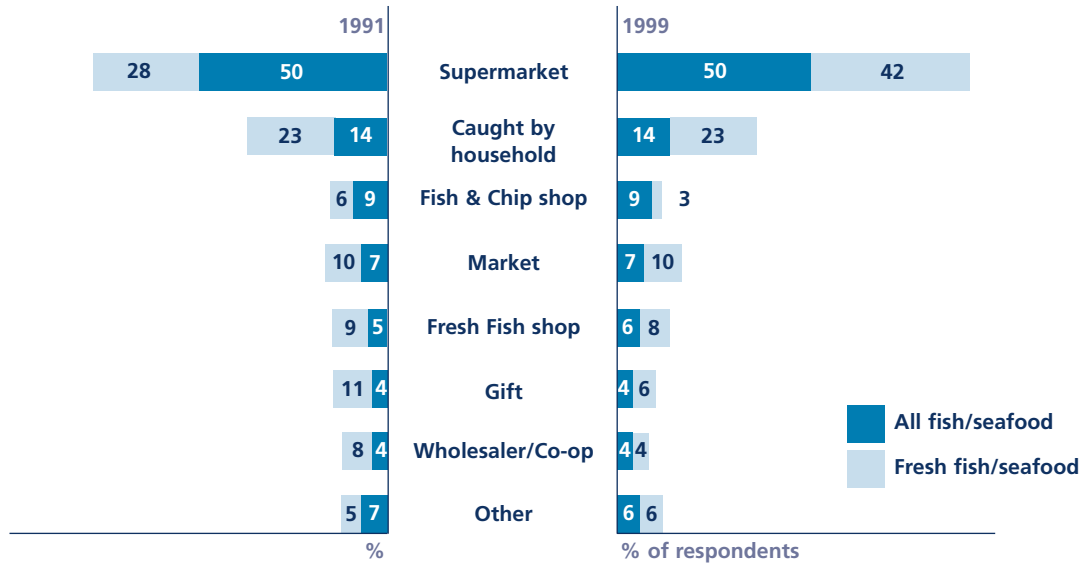 1991 1999
28 50 Supermarket 50 42
Caught by
23 14 14 23
household
6 9 Fish & Chip shop 9 3
10 7 Market 7 10
9 5 Fresh Fish shop 6 8
11 4 Gift 4 6
All fish/seafood
8 4 Wholesaler/Co-op 4 4
Fresh fish/seafood
5 7 Other 6 6
% % of respondents